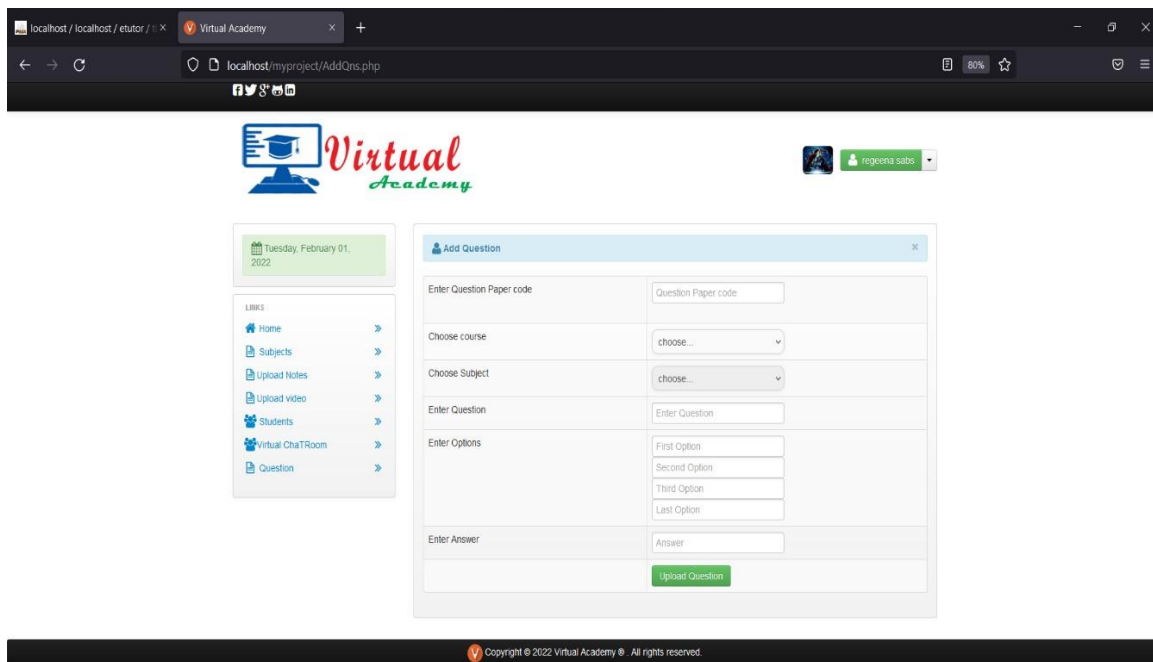 localhost / localhost / etutor /
Virtual Academy
localhost/myproject/AddQns.php
80%
Virtual
Academy
regeena sabs
Tuesday, February 01,
2022
LINKS
Home
Subjects
Upload Notes
Upload video
Students
Virtual ChaTRoom
Question
Add Question
Enter Question Paper code
Question Paper code
Choose course
choose...
Choose Subject
choose...
Enter Question
Enter Question
Enter Options
First Option
Second Option
Third Option
Last Option
Enter Answer
Answer
Upload Question
V Copyright © 2022 Virtual Academy ® . All rights reserved.